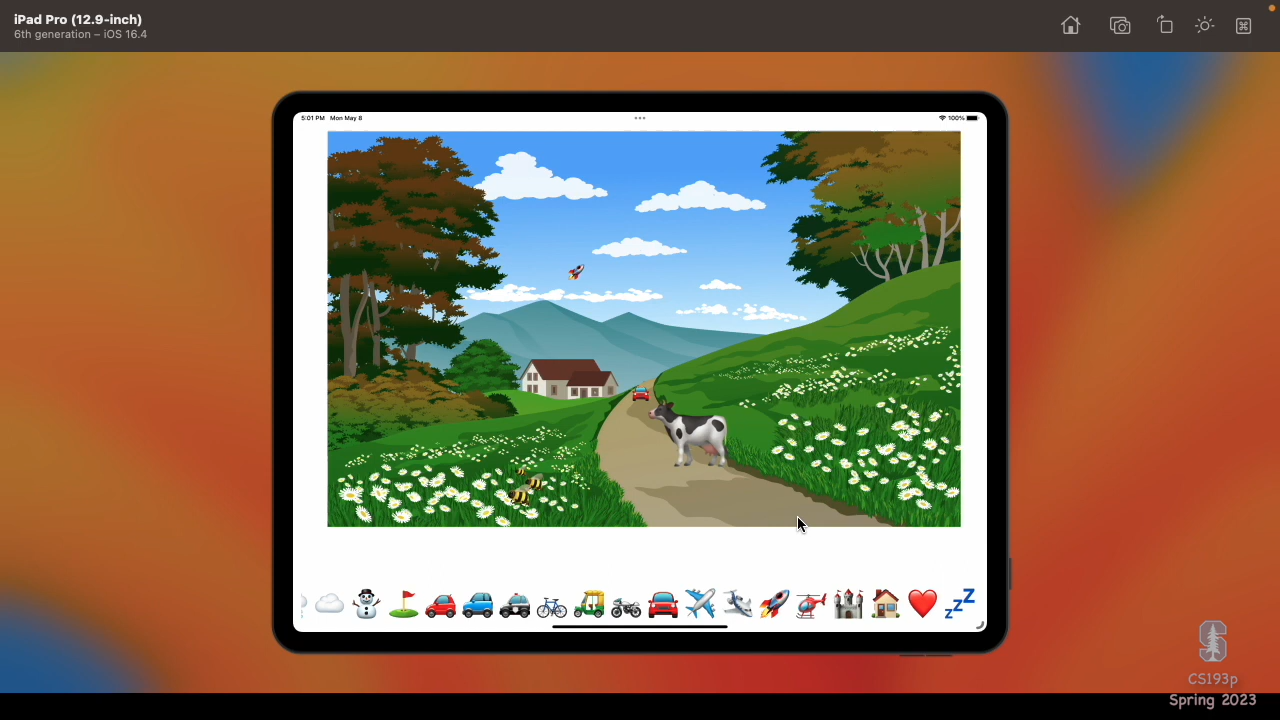 iPad Pro (12.9-inch)
6th generation – iOS 16.4
5:01 PM Mon May 8
100%
zZZ
S
CS193p
Spring 2023